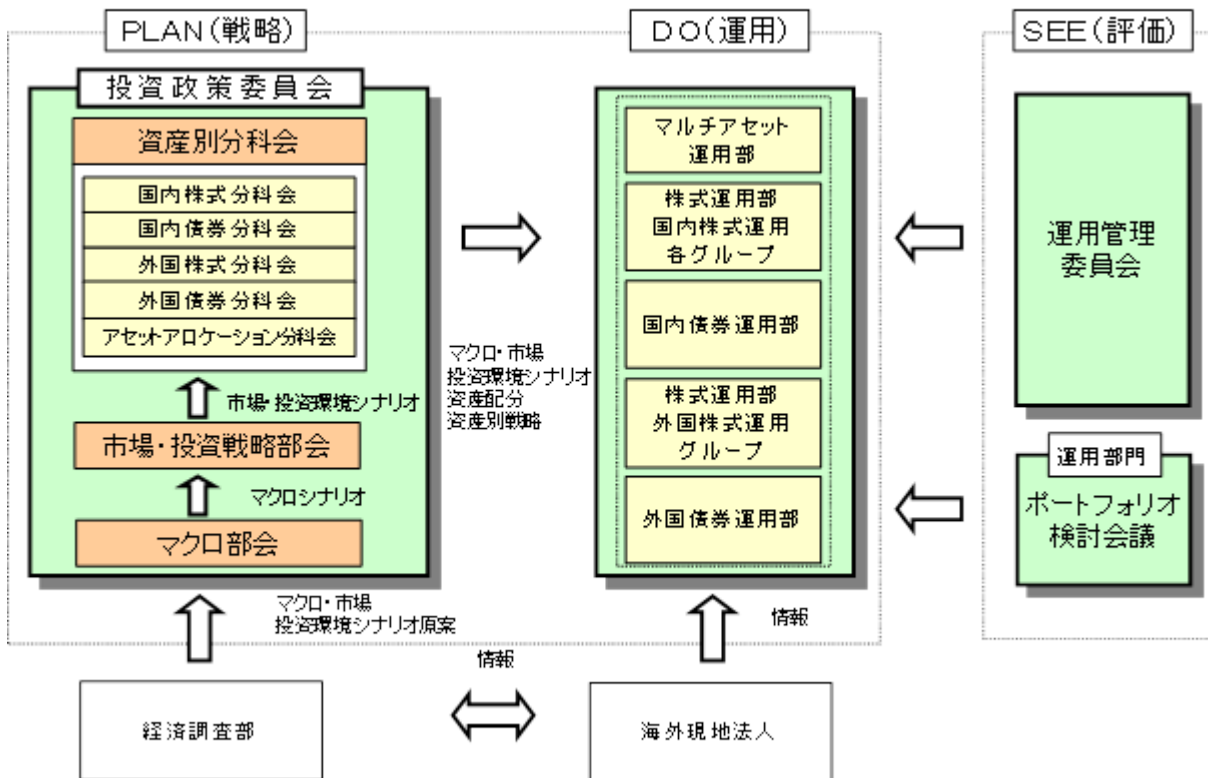 PLAN(戦略)
投資政策委員会
資産別分科会
国内株式分科会
国内債券分科会
外国株式分科会
外国債券分科会
アセットアロケーション分科会
市場・投資環境シナリオ
市場・投資戦略部会
マクロシナリオ
マクロ部会
マクロ・市場
投資環境シナリオ原案
経済調査部
マクロ・市場
投資環境シナリオ
資産配分
資産別戦略
情報
DO(運用)
マルチアセット
運用部
株式運用部
国内株式運用
各グループ
国内債券運用部
株式運用部
外国株式運用
グループ
外国債券運用部
情報
海外現地法人
SEE(評価)
運用管理
委員会
運用部門
ポートフォリオ
検討会議